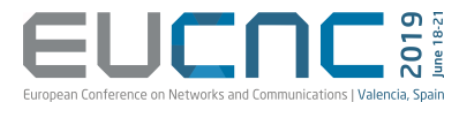 EUCNC
2019
June 18-21
European Conference on Networks and Communications | Valencia, Spain